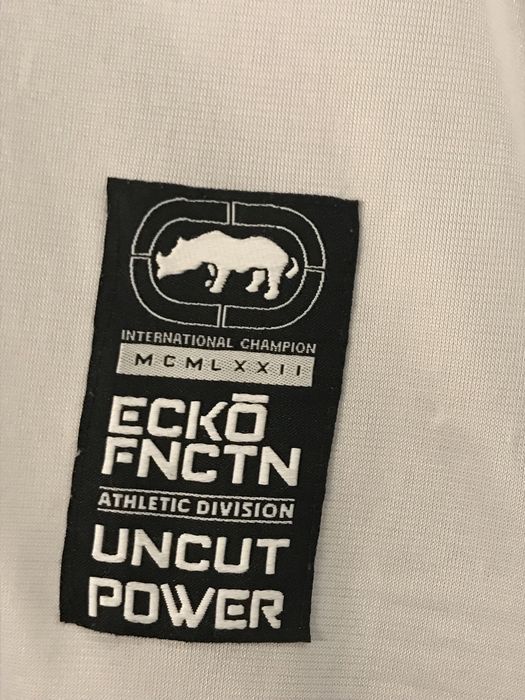 INTERNATIONAL CHAMPION
MCMLXXII
ECKŌ
FNCTN
ATHLETIC DIVISION
UNCUT
POWER